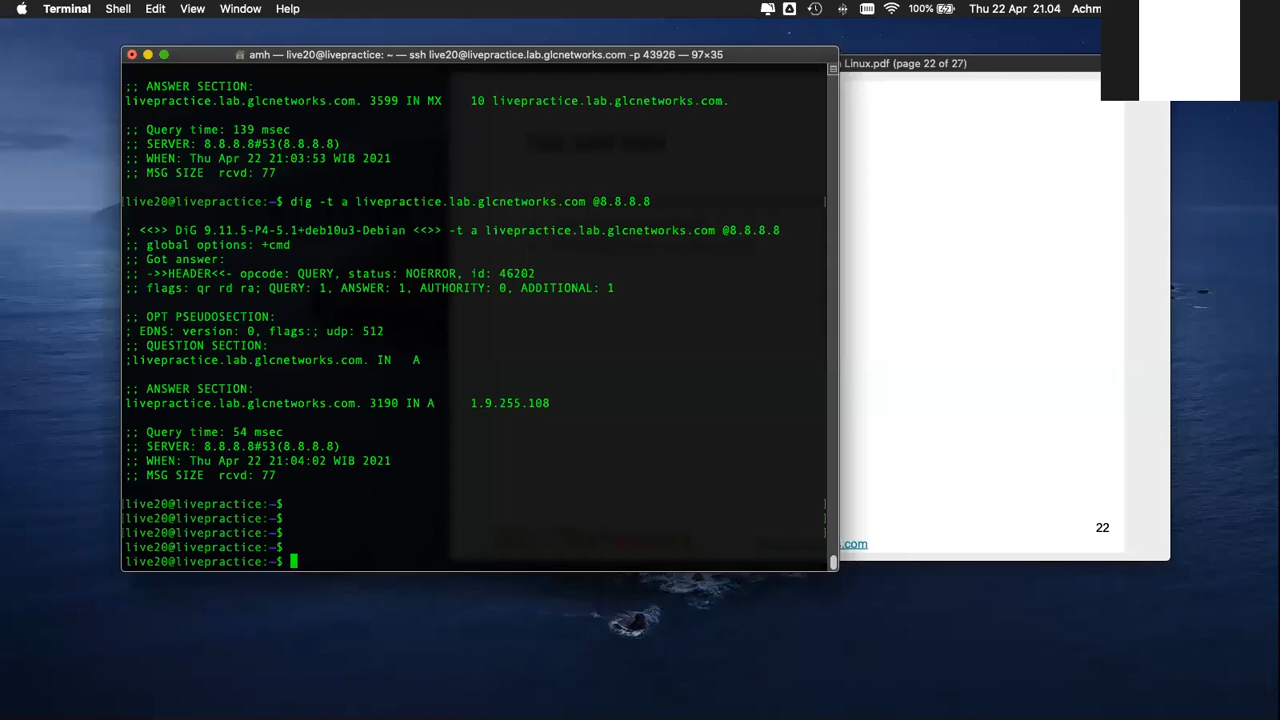 Terminal Shell Edit View Window Help 100% Thu 22 Apr 21.04 Achm
amh — live20@livepractice: ~ — ssh live20@livepractice.lab.glcnetworks.com -p 43926 — 97×35
Linux.pdf (page 22 of 27)
;; ANSWER SECTION:
livepractice.lab.glcnetworks.com. 3599 IN MX 10 livepractice.lab.glcnetworks.com.
;; Query time: 139 msec
;; SERVER: 8.8.8.8#53(8.8.8.8)
;; WHEN: Thu Apr 22 21:03:53 WIB 2021
;; MSG SIZE rcvd: 77
[live20@livepractice:~$ dig -t a livepractice.lab.glcnetworks.com @8.8.8.8 ]
; <<>> DiG 9.11.5-P4-5.1+deb10u3-Debian <<>> -t a livepractice.lab.glcnetworks.com @8.8.8.8
;; global options: +cmd
;; Got answer:
;; ->>HEADER<<- opcode: QUERY, status: NOERROR, id: 46202
;; flags: qr rd ra; QUERY: 1, ANSWER: 1, AUTHORITY: 0, ADDITIONAL: 1
;; OPT PSEUDOSECTION:
; EDNS: version: 0, flags:; udp: 512
;; QUESTION SECTION:
;livepractice.lab.glcnetworks.com. IN A
;; ANSWER SECTION:
livepractice.lab.glcnetworks.com. 3190 IN A 1.9.255.108
;; Query time: 54 msec
;; SERVER: 8.8.8.8#53(8.8.8.8)
;; WHEN: Thu Apr 22 21:04:02 WIB 2021
;; MSG SIZE rcvd: 77
[live20@livepractice:~$ ]
[live20@livepractice:~$ ]
[live20@livepractice:~$ ]
live20@livepractice:~$
live20@livepractice:~$
22
.com